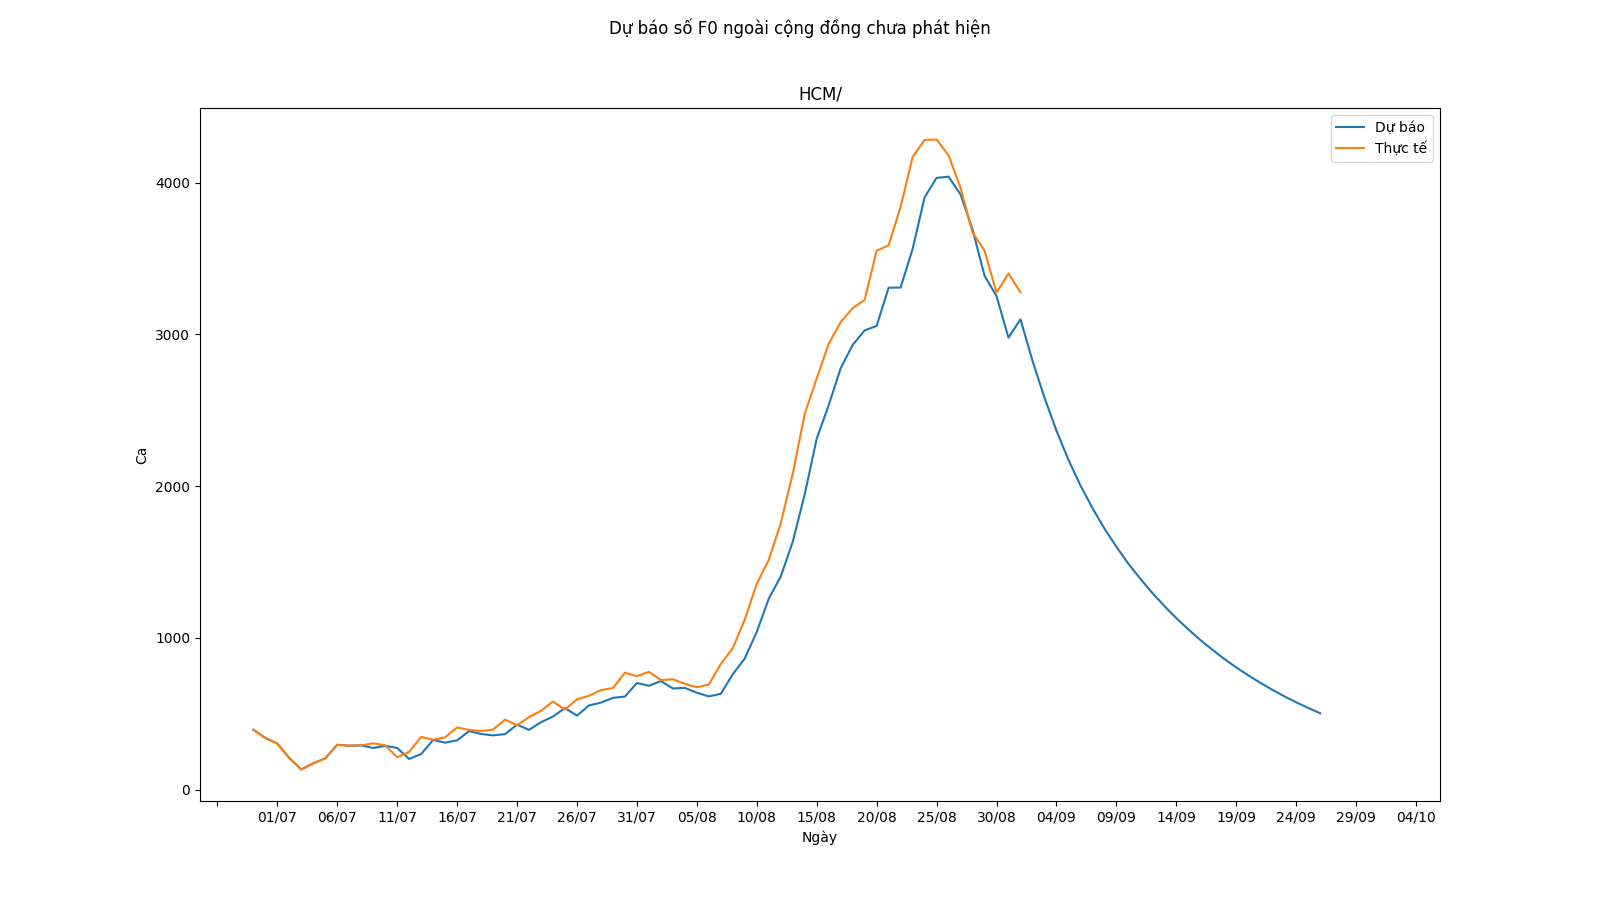 Dự báo số F0 ngoài cộng đồng chưa phát hiện
HCM/
Dự báo
Thực tế
4000
3000
2000
1000
0
Ca
01/07 06/07 11/07 16/07 21/07 26/07 31/07 05/08 10/08 15/08 20/08 25/08 30/08 04/09 09/09 14/09 19/09 24/09 29/09 04/10
Ngày